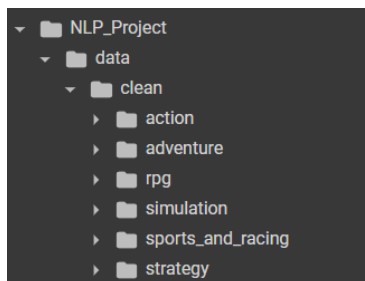 NLP_Project
data
clean
action
adventure
rpg
simulation
sports_and_racing
strategy